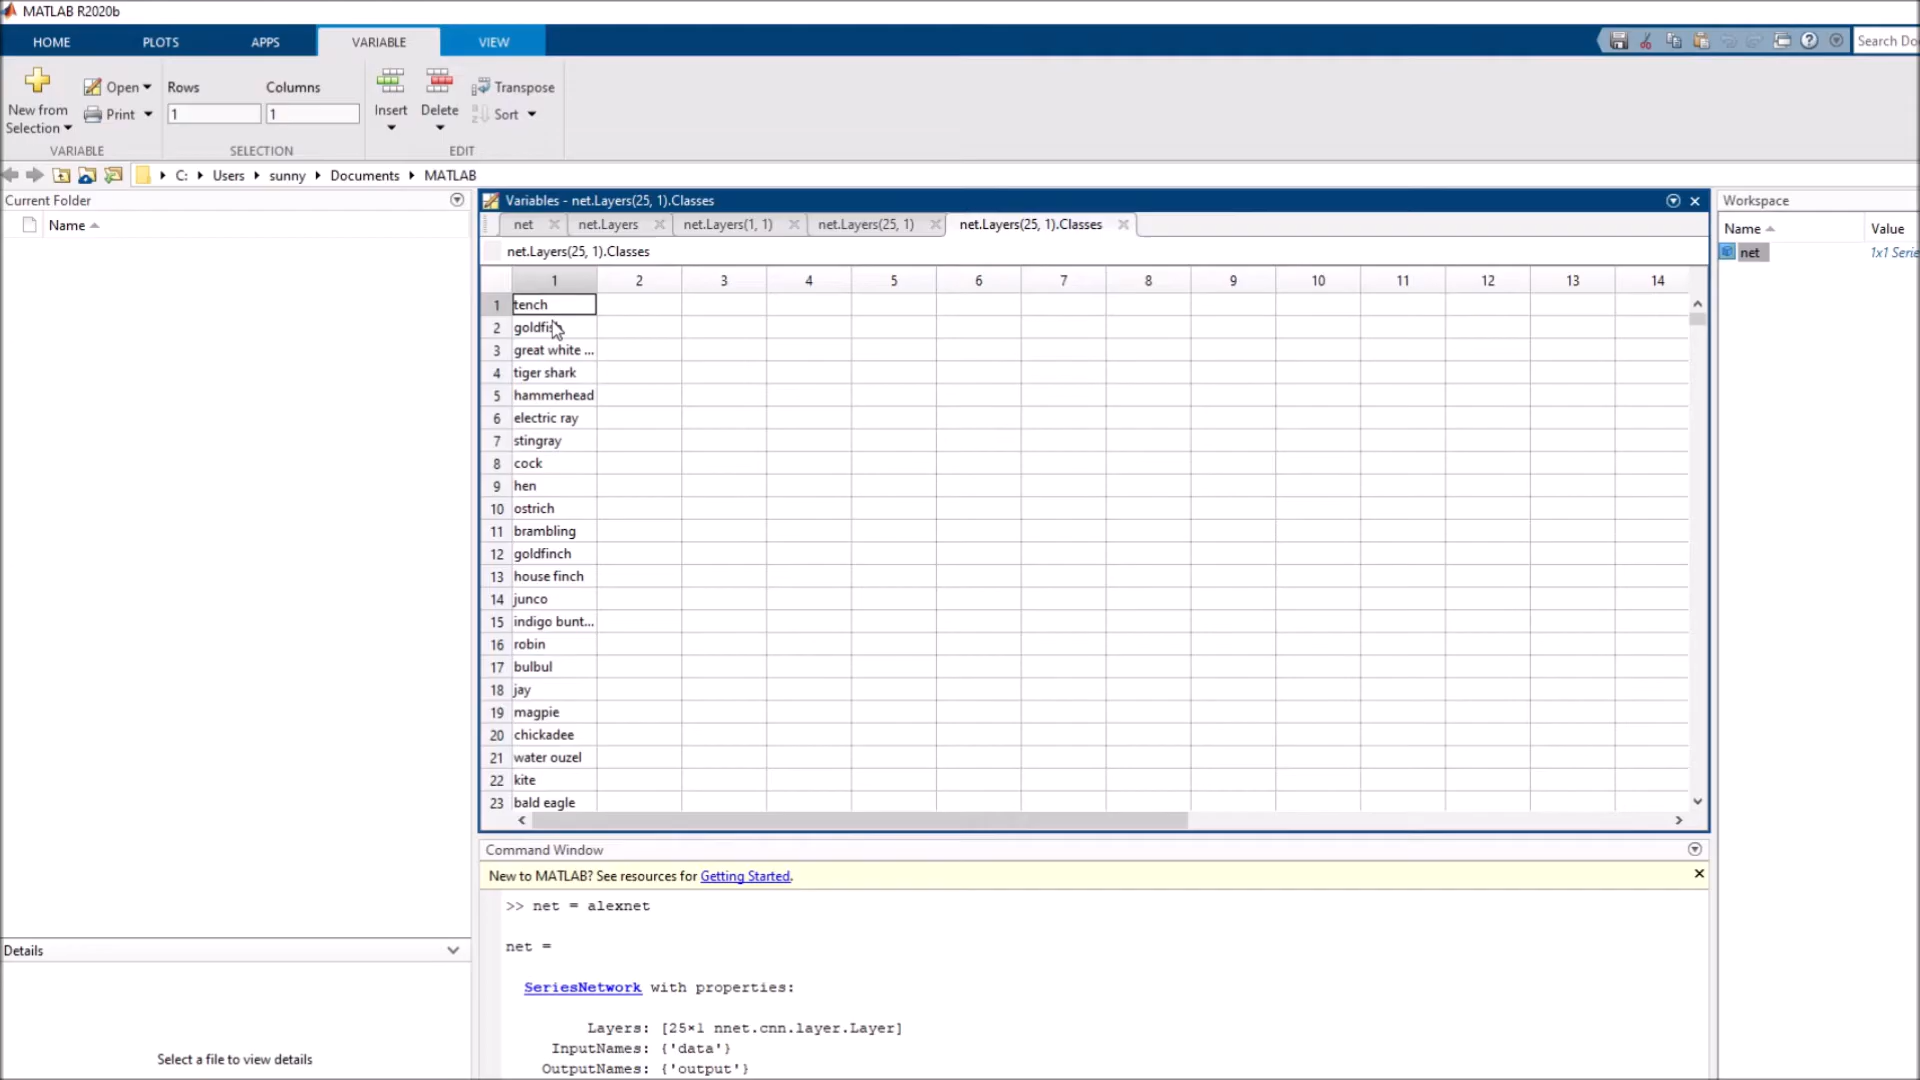 MATLAB R2020b
HOME PLOTS APPS VARIABLE VIEW
Search Do
New from Selection
Open
Print
Rows Columns
1 1
Insert Delete
Transpose
Sort
VARIABLE SELECTION EDIT
C: Users sunny Documents MATLAB
Current Folder
Name
Variables - net.Layers(25, 1).Classes
net net.Layers net.Layers(1, 1) net.Layers(25, 1) net.Layers(25, 1).Classes
net.Layers(25, 1).Classes
1 2 3 4 5 6 7 8 9 10 11 12 13 14
1 tench
2 goldfish
3 great white ...
4 tiger shark
5 hammerhead
6 electric ray
7 stingray
8 cock
9 hen
10 ostrich
11 brambling
12 goldfinch
13 house finch
14 junco
15 indigo bunt...
16 robin
17 bulbul
18 jay
19 magpie
20 chickadee
21 water ouzel
22 kite
23 bald eagle
Workspace
Name Value
net 1x1 Serie
Command Window
New to MATLAB? See resources for Getting Started.
>> net = alexnet
net =
SeriesNetwork with properties:
Layers: [25×1 nnet.cnn.layer.Layer]
InputNames: {'data'}
OutputNames: {'output'}
Details
Select a file to view details